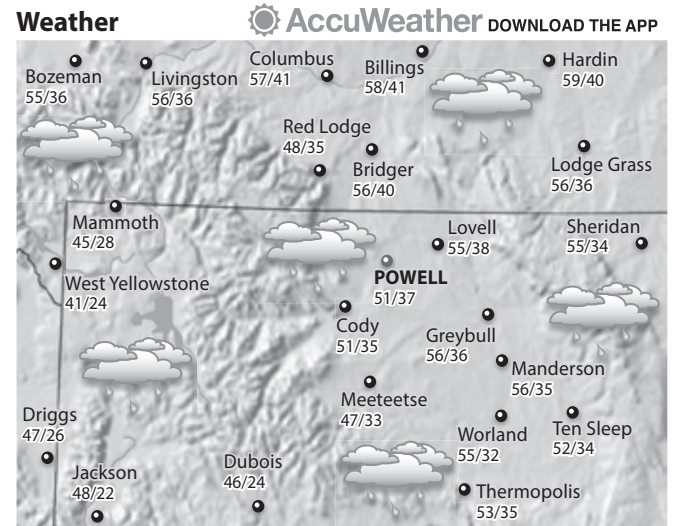 Weather
AccuWeather DOWNLOAD THE APP
Bozeman
55/36
Livingston
56/36
Columbus
57/41
Billings
58/41
Hardin
59/40
Red Lodge
48/35
Bridger
56/40
Lodge Grass
56/36
Mammoth
45/28
Lovell
55/38
Sheridan
55/34
West Yellowstone
41/24
POWELL
51/37
Cody
51/35
Greybull
56/36
Manderson
56/35
Meeteetse
47/33
Driggs
47/26
Worland
55/32
Ten Sleep
52/34
Jackson
48/22
Dubois
46/24
Thermopolis
53/35